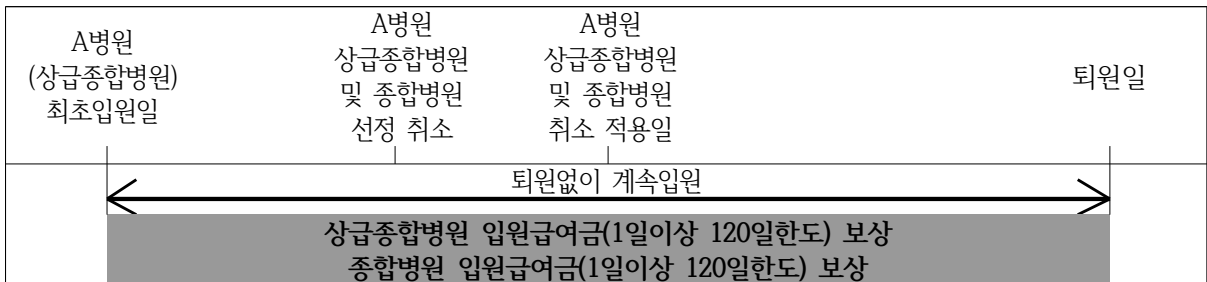 A병원
(상급종합병원)
최초입원일
A병원
상급종합병원
및 종합병원
선정 취소
A병원
상급종합병원
및 종합병원
취소 적용일
퇴원일
퇴원없이 계속입원
상급종합병원 입원급여금(1일이상 120일한도) 보상
종합병원 입원급여금(1일이상 120일한도) 보상